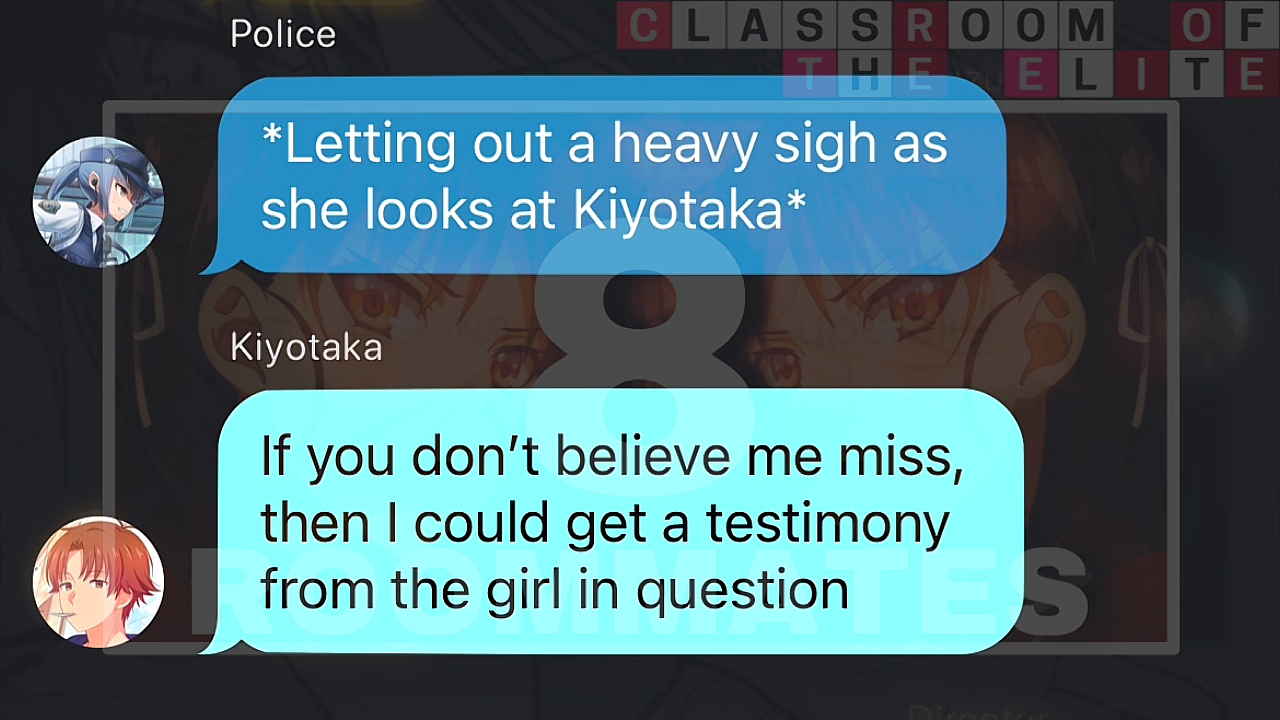 Police
CLASSROOM OF
THE ELITE
*Letting out a heavy sigh as
she looks at Kiyotaka*
8
Kiyotaka
If you don’t believe me miss,
then I could get a testimony
from the girl in question
ROOMMATES
Director